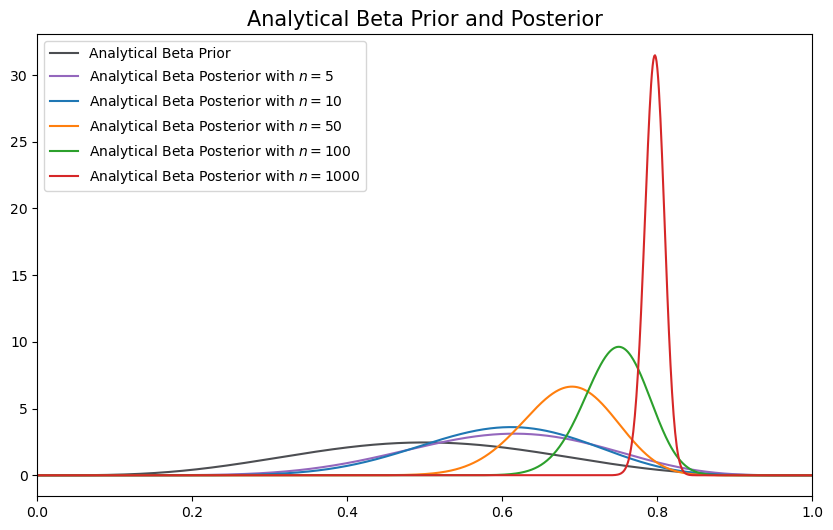 Analytical Beta Prior and Posterior
Analytical Beta Prior
Analytical Beta Posterior with n = 5
Analytical Beta Posterior with n = 10
Analytical Beta Posterior with n = 50
Analytical Beta Posterior with n = 100
Analytical Beta Posterior with n = 1000
30
25
20
15
10
5
0
0.0 0.2 0.4 0.6 0.8 1.0